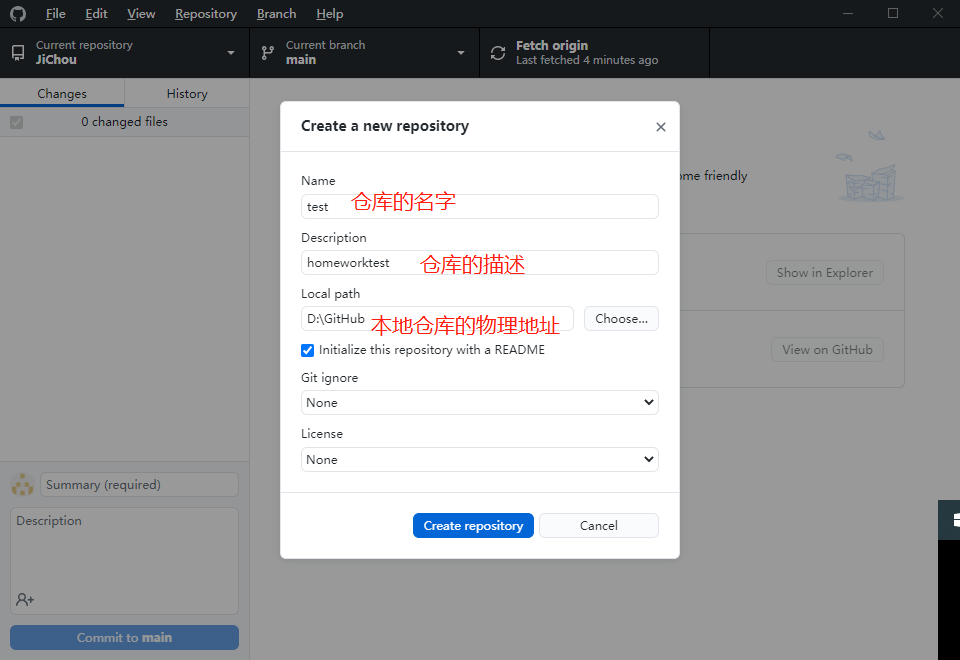 File Edit View Repository Branch Help
Current repository
JiChou
Current branch
main
Fetch origin
Last fetched 4 minutes ago
Changes History
0 changed files
Create a new repository
ome friendly
Name
test 仓库的名字
Description
homeworktest 仓库的描述
Show in Explorer
Local path
D:\GitHub 本地仓库的物理地址 Choose...
Initialize this repository with a README
View on GitHub
Git ignore
None
License
None
Summary (required)
Description
Create repository Cancel
Commit to main